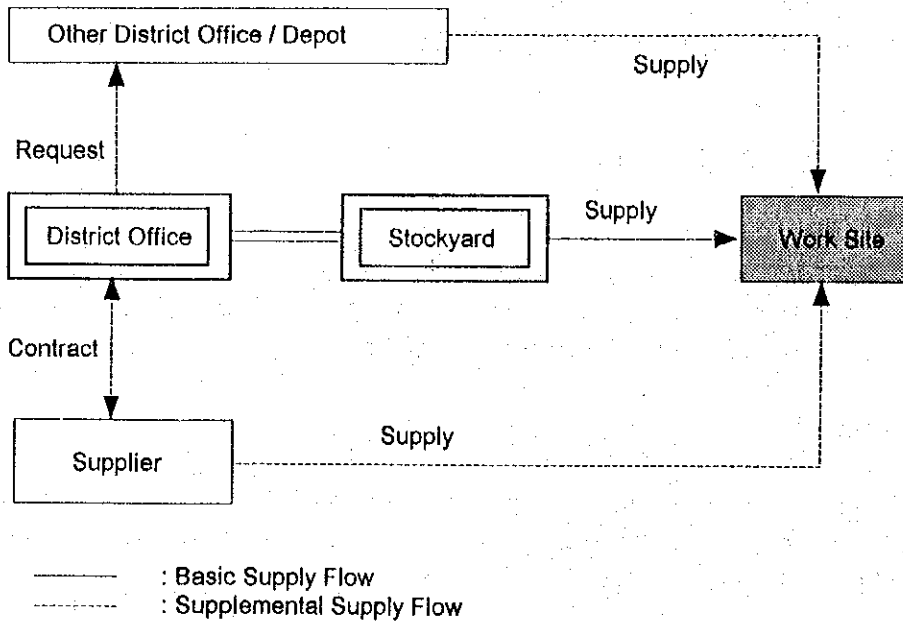 Other District Office / Depot
Supply
Request
District Office
Stockyard
Supply
Work Site
Contract
Supplier
Supply
: Basic Supply Flow
: Supplemental Supply Flow